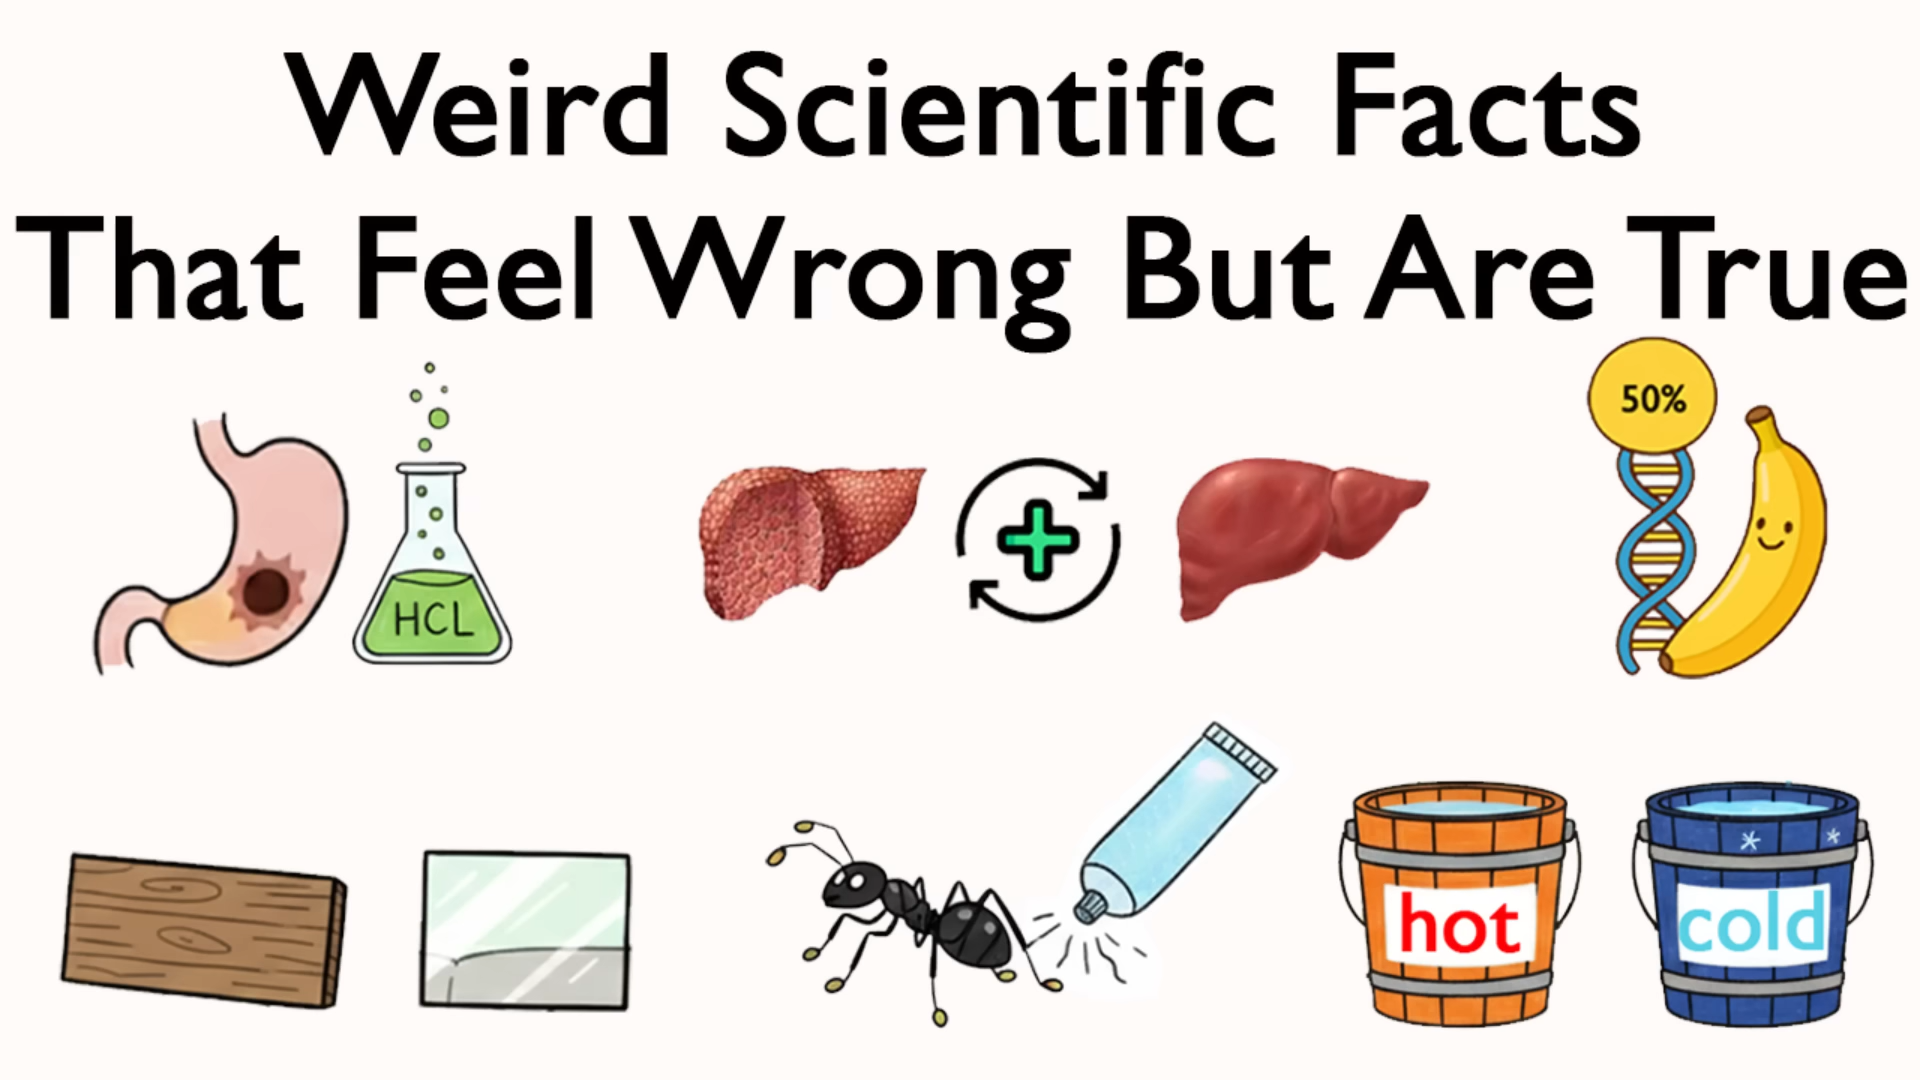 Weird Scientific Facts
That Feel Wrong But Are True
50%
HCL
hot
cold